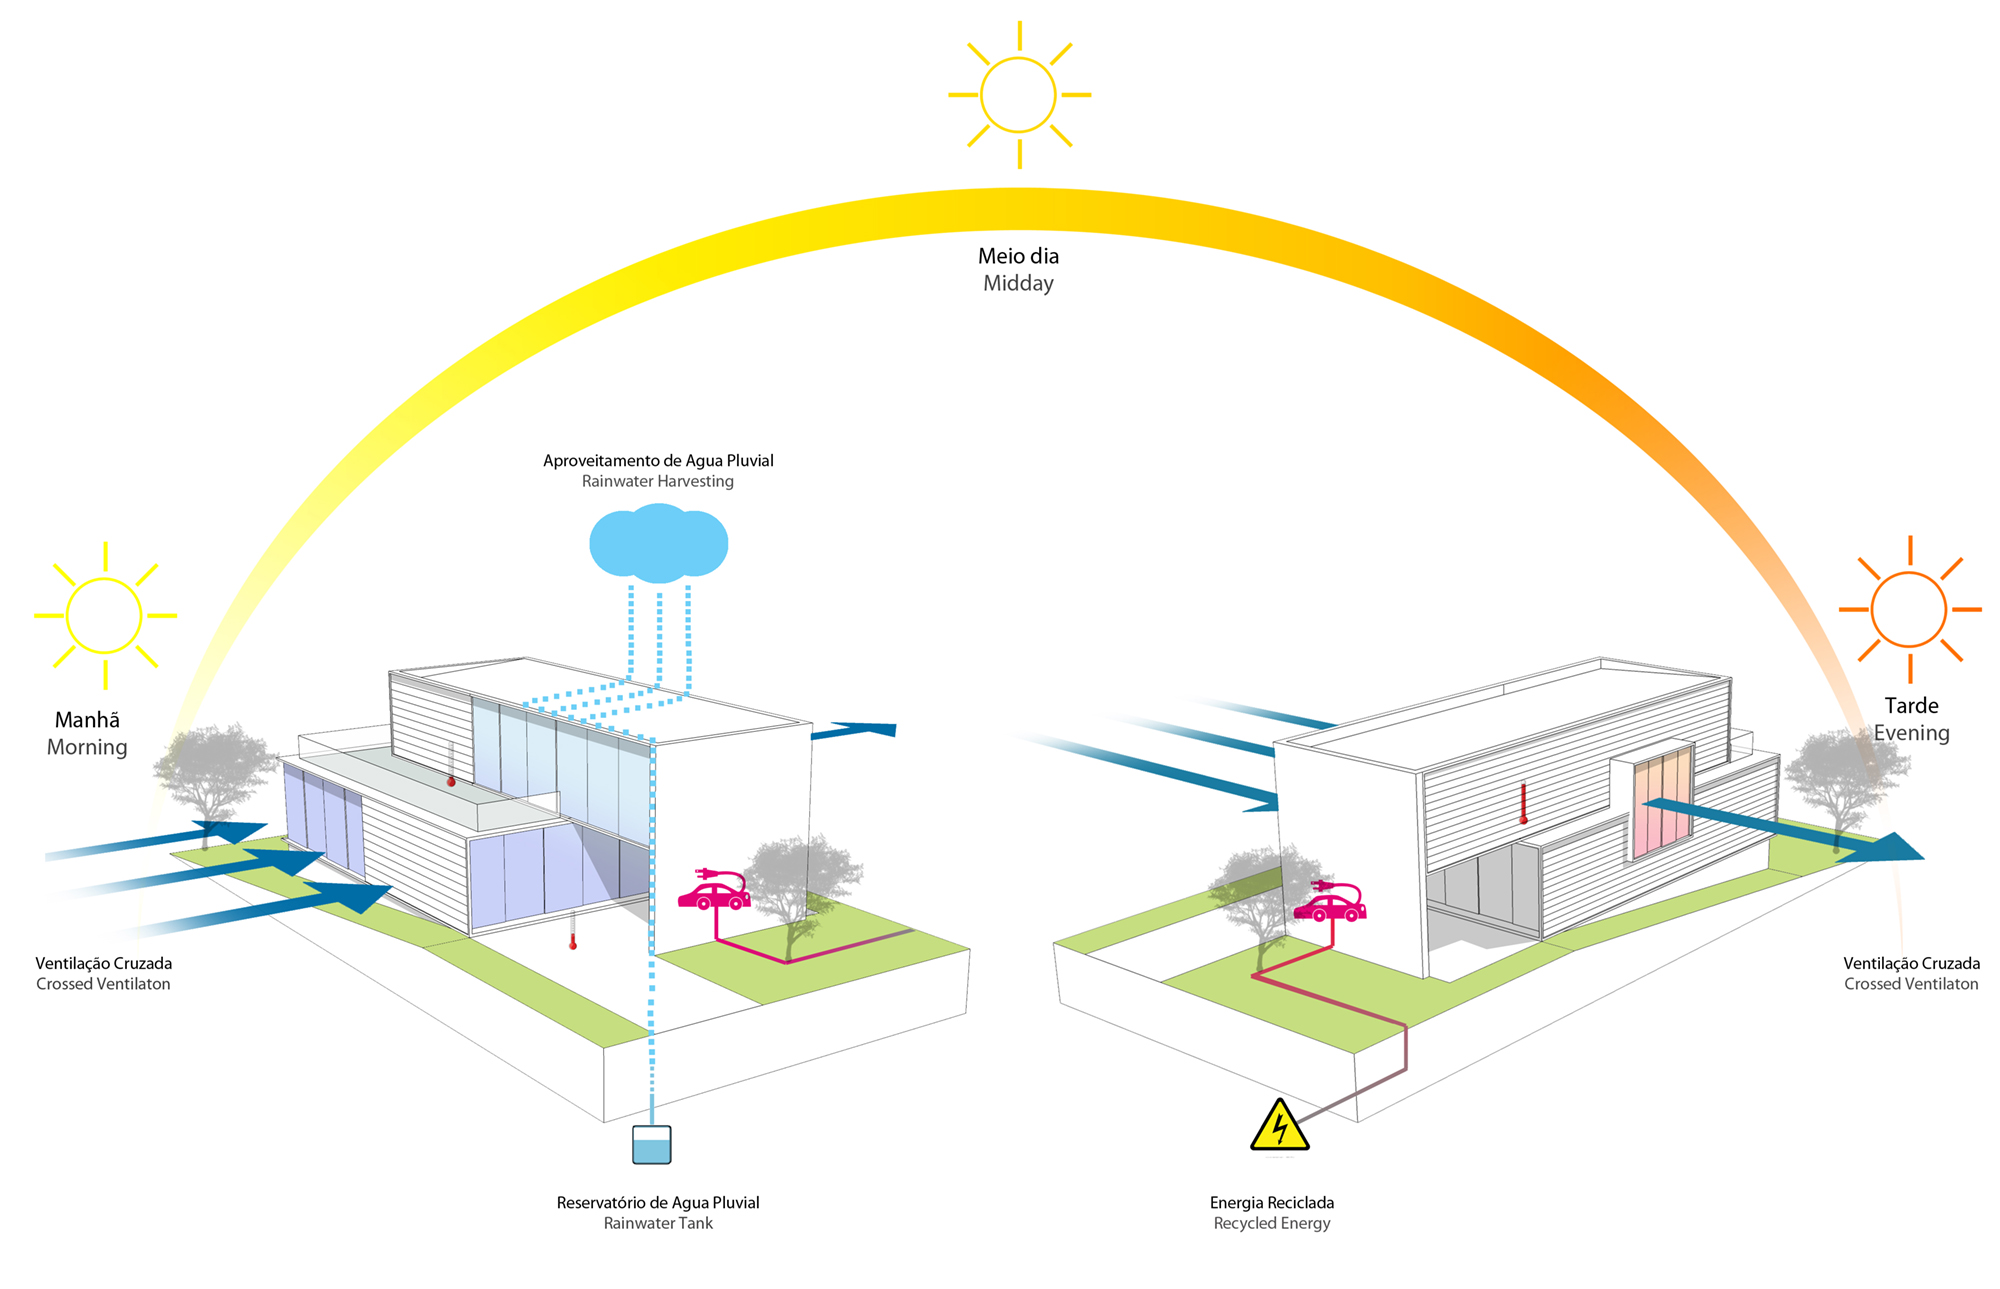 Meio dia
Midday
Aproveitamento de Agua Pluvial
Rainwater Harvesting
Manhã
Morning
Tarde
Evening
Ventilação Cruzada
Crossed Ventilaton
Ventilação Cruzada
Crossed Ventilaton
Reservatório de Agua Pluvial
Rainwater Tank
Energia Reciclada
Recycled Energy